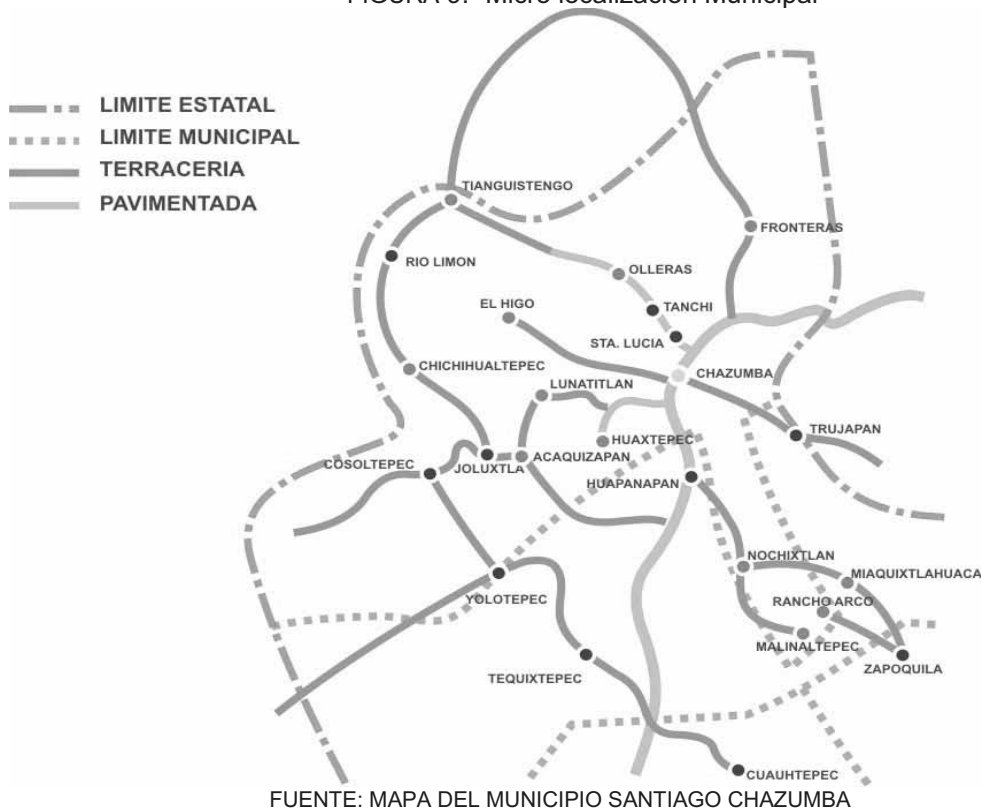 FIGURA 3.- Micro localización Municipal
LIMITE ESTATAL
LIMITE MUNICIPAL
TERRACERIA
PAVIMENTADA
TIANGUISTENGO
FRONTERAS
RIO LIMON
OLLERAS
EL HIGO
TANCHI
STA. LUCIA
CHICHIHUALTEPEC
CHAZUMBA
LUNATITLAN
TRUJAPAN
HUAXTEPEC
COSOLTEPEC
JOLUXTLA
ACAQUIZAPAN
HUAPANAPAN
NOCHIXTLAN
MIAQUIXTLAHUACA
YOLOTEPEC
RANCHO ARCO
MALINALTEPEC
ZAPOQUILA
TEQUIXTEPEC
CUAUHTEPEC
FUENTE: MAPA DEL MUNICIPIO SANTIAGO CHAZUMBA